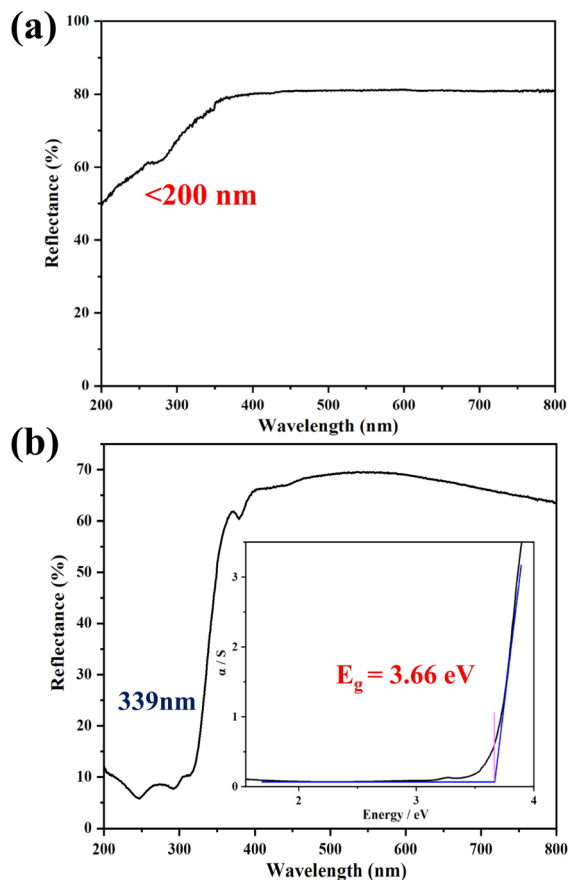 (a)
100
80
60
40
20
0
Reflectance (%)
<200 nm
200 300 400 500 600 700 800
Wavelength (nm)
(b)
70
60
50
40
30
20
10
0
Reflectance (%)
339nm
3
2
1
0
α / S
Eg = 3.66 eV
2 3 4
Energy / eV
200 300 400 500 600 700 800
Wavelength (nm)